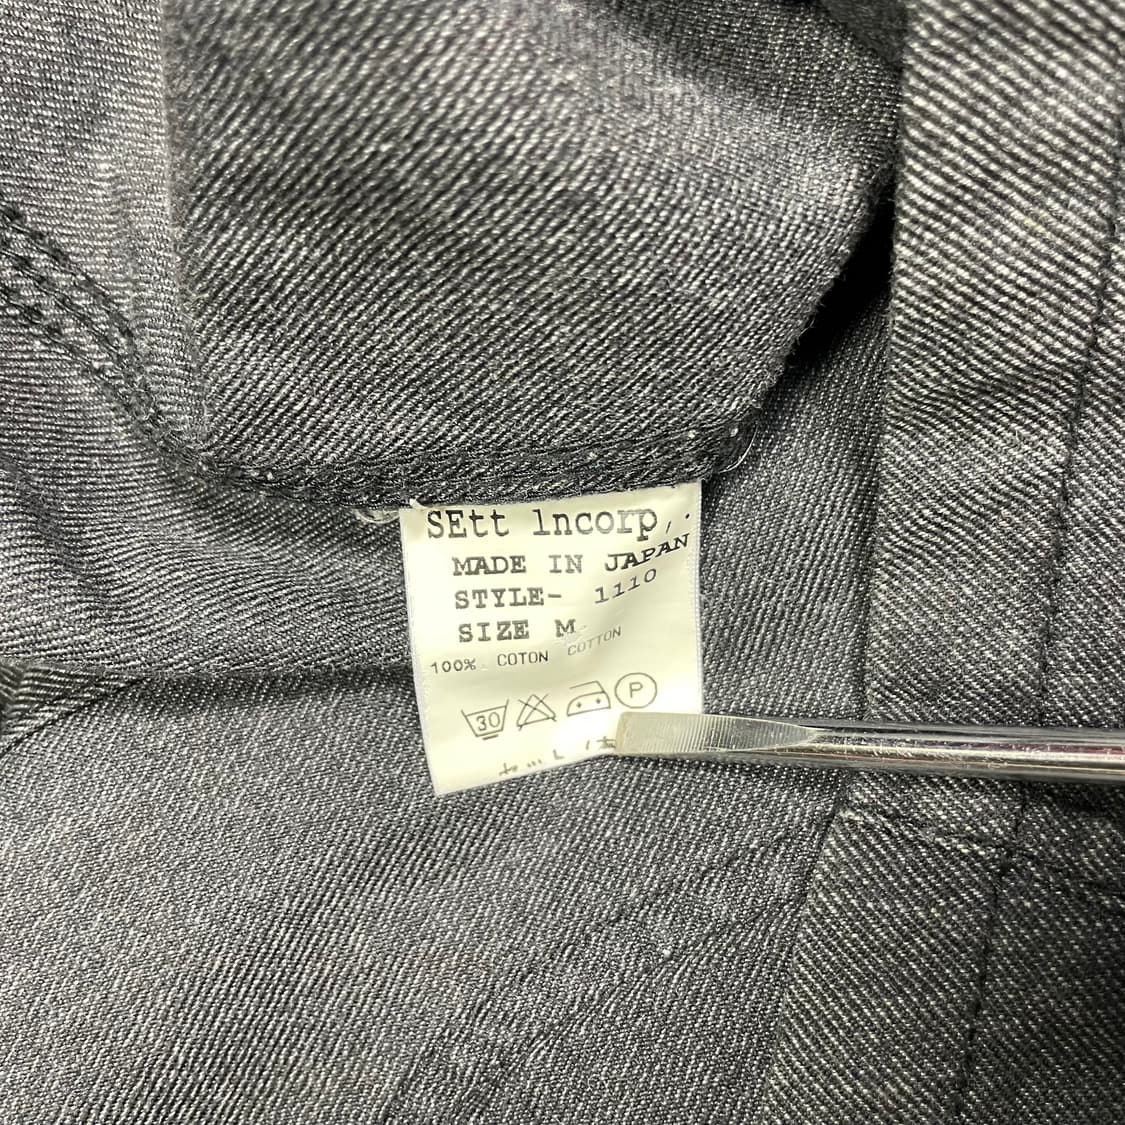 SEtt lncorp,.
MADE IN JAPAN
STYLE- 1110
SIZE M
100% COTON COTTON
30 P